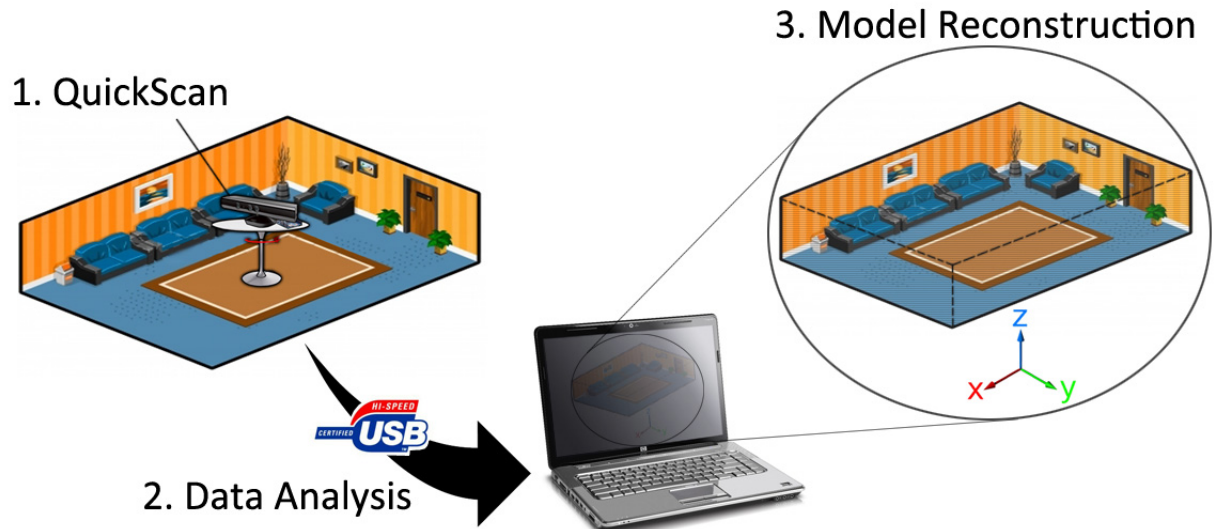 3. Model Reconstruction
1. QuickScan
z
x
y
HI-SPEED
CERTIFIED
USB
2. Data Analysis